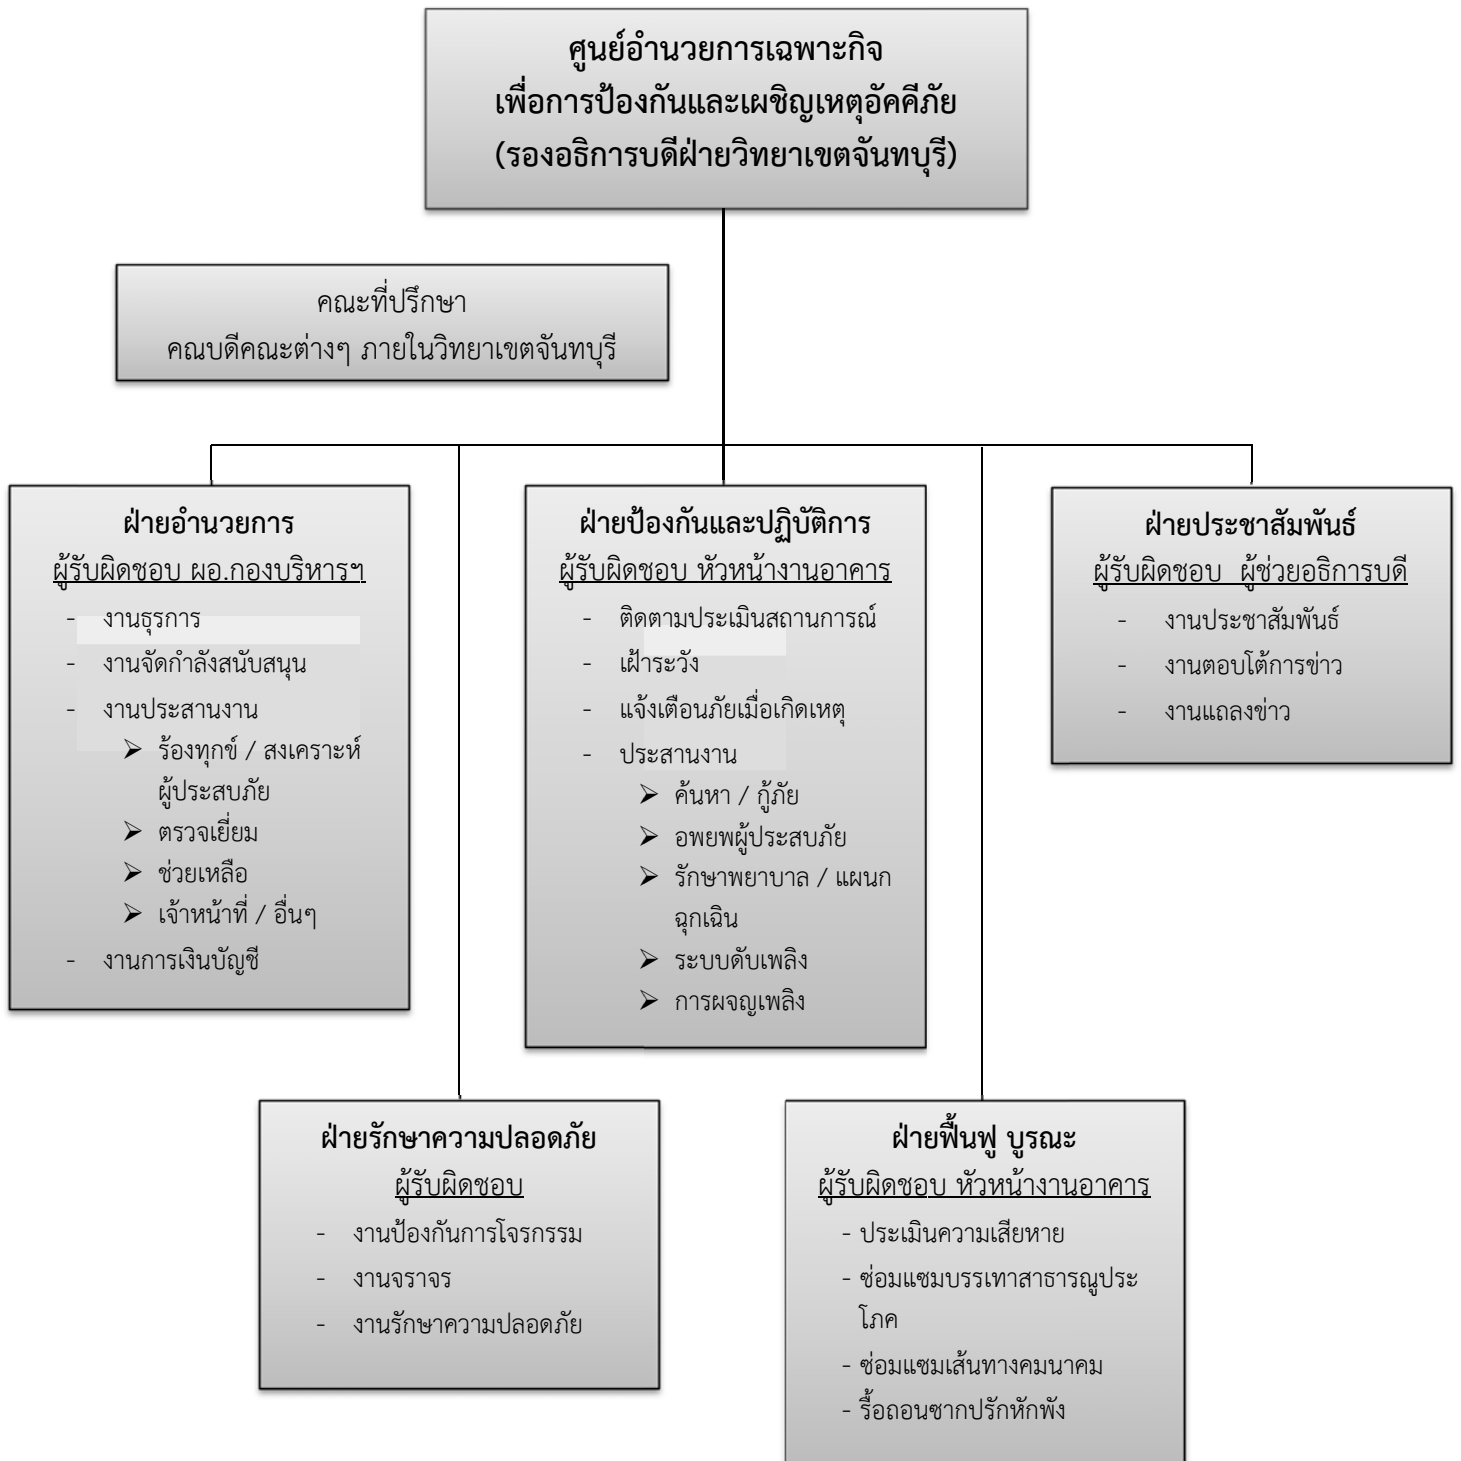 ศูนย์อำนวยการเฉพาะกิจ
เพื่อการป้องกันและเผชิญเหตุอัคคีภัย
(รองอธิการบดีฝ่ายวิทยาเขตจันทบุรี)
คณะที่ปรึกษา
คณบดีคณะต่างๆ ภายในวิทยาเขตจันทบุรี
ฝ่ายอำนวยการ
ผู้รับผิดชอบ ผอ.กองบริหารฯ
- งานธุรการ
- งานจัดกำลังสนับสนุน
- งานประสานงาน
➢ ร้องทุกข์ / สงเคราะห์
ผู้ประสบภัย
➢ ตรวจเยี่ยม
➢ ช่วยเหลือ
➢ เจ้าหน้าที่ / อื่นๆ
- งานการเงินบัญชี
ฝ่ายป้องกันและปฏิบัติการ
ผู้รับผิดชอบ หัวหน้างานอาคาร
- ติดตามประเมินสถานการณ์
- เฝ้าระวัง
- แจ้งเตือนภัยเมื่อเกิดเหตุ
- ประสานงาน
➢ ค้นหา / กู้ภัย
➢ อพยพผู้ประสบภัย
➢ รักษาพยาบาล / แผนก
ฉุกเฉิน
➢ ระบบดับเพลิง
➢ การผจญเพลิง
ฝ่ายประชาสัมพันธ์
ผู้รับผิดชอบ ผู้ช่วยอธิการบดี
- งานประชาสัมพันธ์
- งานตอบโต้การข่าว
- งานแถลงข่าว
ฝ่ายรักษาความปลอดภัย
ผู้รับผิดชอบ
- งานป้องกันการโจรกรรม
- งานจราจร
- งานรักษาความปลอดภัย
ฝ่ายฟื้นฟู บูรณะ
ผู้รับผิดชอบ หัวหน้างานอาคาร
- ประเมินความเสียหาย
- ซ่อมแซมบรรเทาสาธารณูประ
โภค
- ซ่อมแซมเส้นทางคมนาคม
- รื้อถอนซากปรักหักพัง